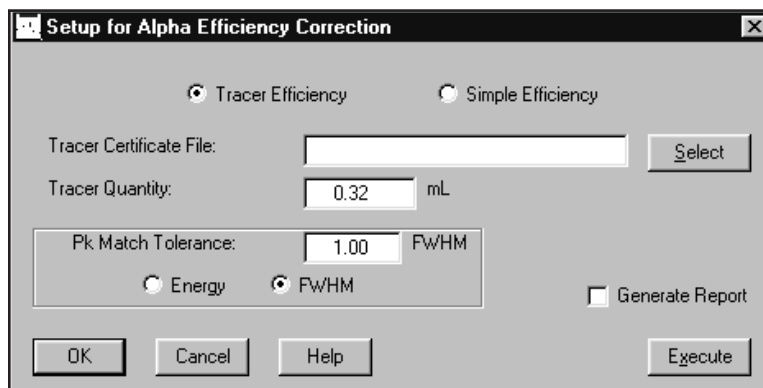 Setup for Alpha Efficiency Correction
Tracer Efficiency Simple Efficiency
Tracer Certificate File: Select
Tracer Quantity: 0.32 mL
Pk Match Tolerance: 1.00 FWHM
Energy FWHM
Generate Report
OK Cancel Help Execute